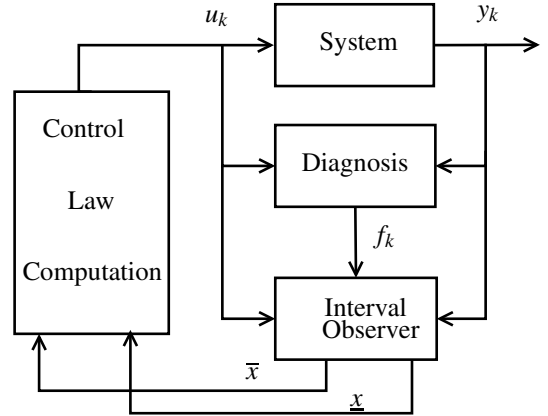 u_k
y_k
System
Control
Law
Computation
Diagnosis
f_k
Interval
Observer
x̅
x̲